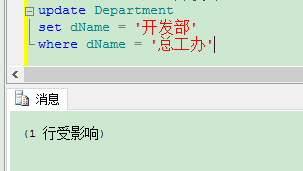 update Department
set dName = '开发部'
where dName = '总工办'
消息
(1 行受影响)